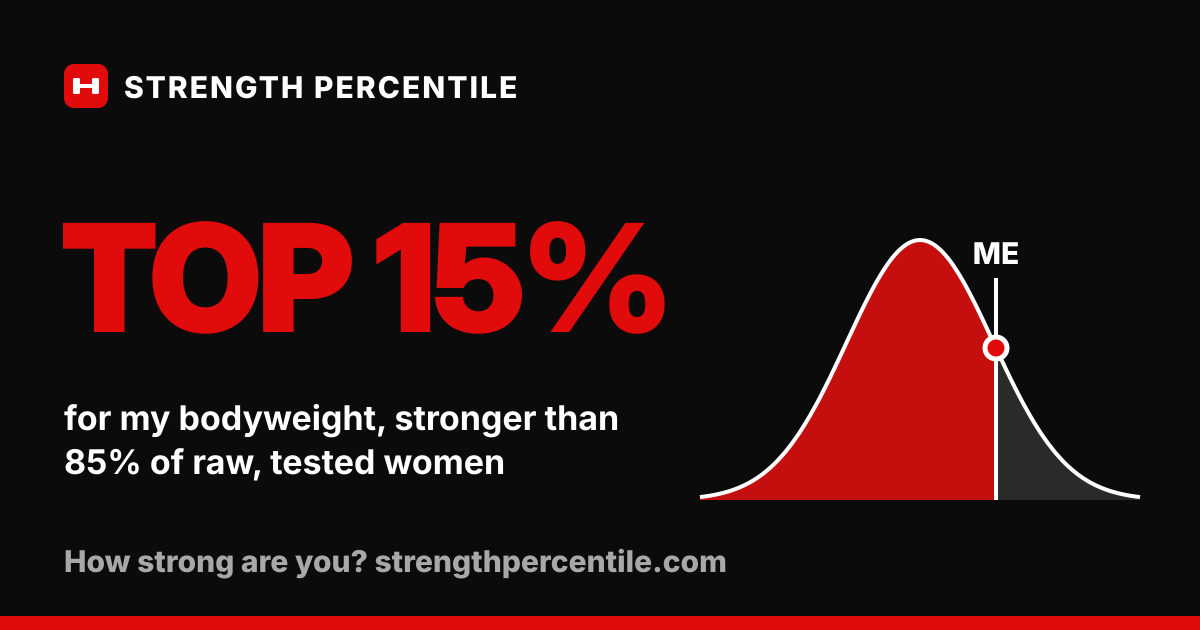 STRENGTH PERCENTILE
TOP 15%
ME
for my bodyweight, stronger than
85% of raw, tested women
How strong are you? strengthpercentile.com